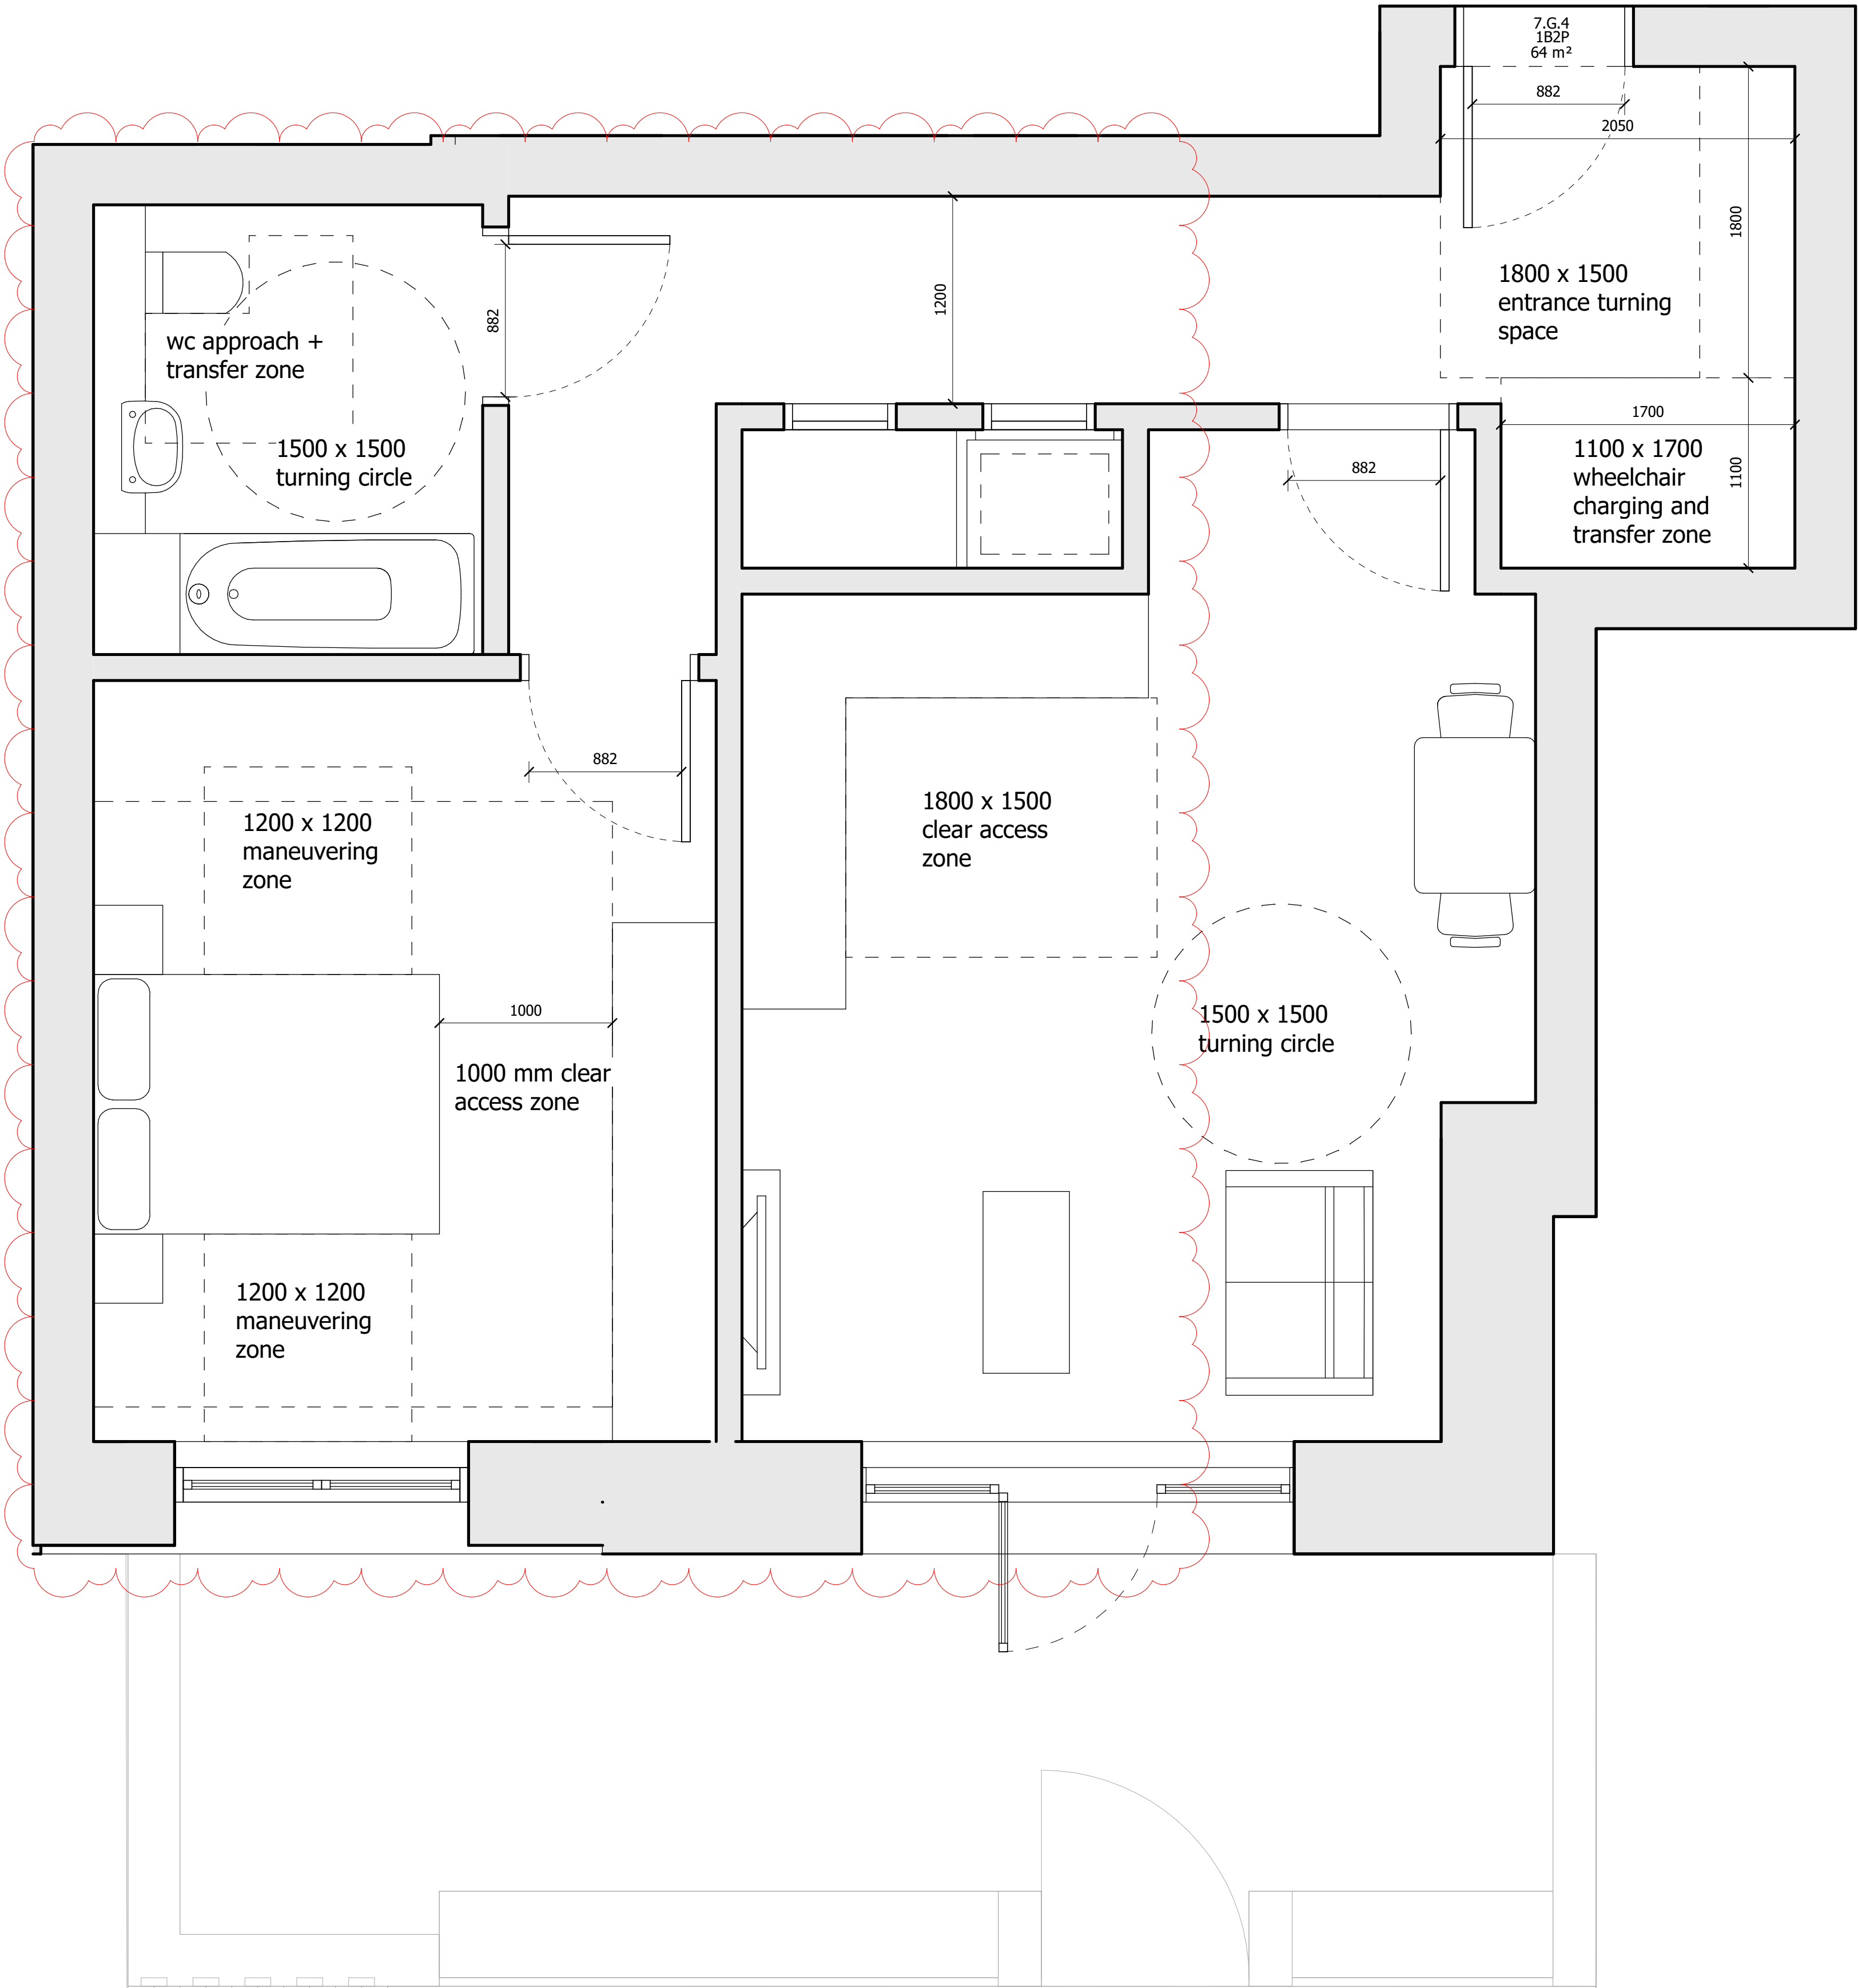 7.G.4
1B2P
64 m²
882
2050
1800
1800 x 1500
entrance turning
space
1200
882
wc approach +
transfer zone
1500 x 1500
turning circle
1700
1100 x 1700
wheelchair
charging and
transfer zone
1100
882
882
1200 x 1200
maneuvering
zone
1800 x 1500
clear access
zone
1000
1000 mm clear
access zone
1500 x 1500
turning circle
1200 x 1200
maneuvering
zone